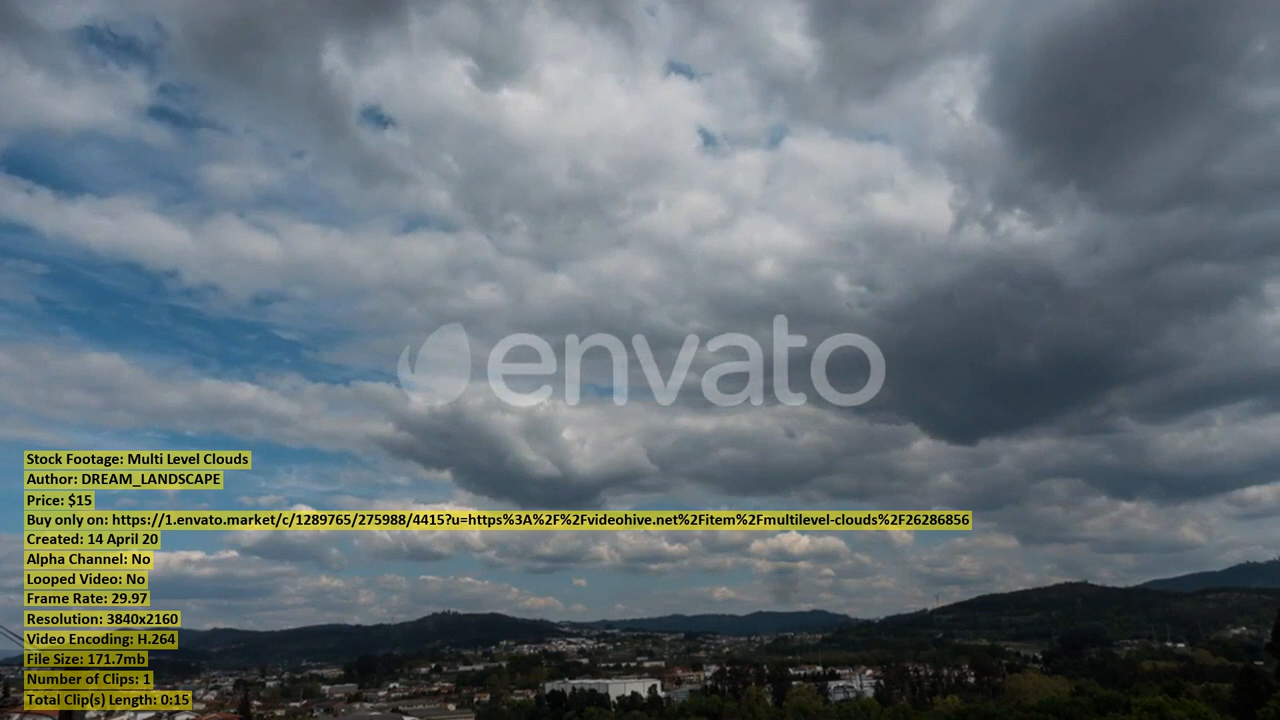 envato
Stock Footage: Multi Level Clouds
Author: DREAM_LANDSCAPE
Price: $15
Buy only on: https://1.envato.market/c/1289765/275988/4415?u=https%3A%2F%2Fvideohive.net%2Fitem%2Fmultilevel-clouds%2F26286856
Created: 14 April 20
Alpha Channel: No
Looped Video: No
Frame Rate: 29.97
Resolution: 3840x2160
Video Encoding: H.264
File Size: 171.7mb
Number of Clips: 1
Total Clip(s) Length: 0:15